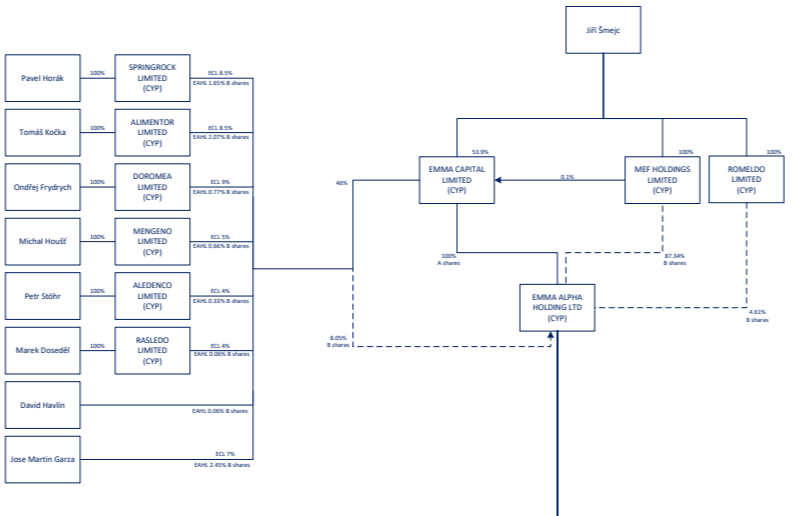 Jiří Šmejc
Pavel Horák
100%
SPRINGROCK
LIMITED
(CYP)
ECL 8.5%
EAHL 1.65% B shares
Tomáš Kočka
100%
ALIMENTOR
LIMITED
(CYP)
ECL 8.5%
EAHL 2.07% B shares
Ondřej Frydrych
100%
DOROMEA
LIMITED
(CYP)
ECL 9%
EAHL 0.77% B shares
Michal Houšť
100%
MENGENO
LIMITED
(CYP)
ECL 5%
EAHL 0.66% B shares
Petr Stöhr
100%
ALEDENCO
LIMITED
(CYP)
ECL 4%
EAHL 0.33% B shares
Marek Doseděl
100%
RASLEDO
LIMITED
(CYP)
ECL 4%
EAHL 0.06% B shares
David Havlín
EAHL 0.06% B shares
Jose Martin Garza
ECL 7%
EAHL 2.45% B shares
46%
8.05%
B shares
53.9%
EMMA CAPITAL
LIMITED
(CYP)
0.1%
100%
MEF HOLDINGS
LIMITED
(CYP)
100%
ROMELDO
LIMITED
(CYP)
100%
A shares
87.34%
B shares
EMMA ALPHA
HOLDING LTD
(CYP)
4.61%
B shares